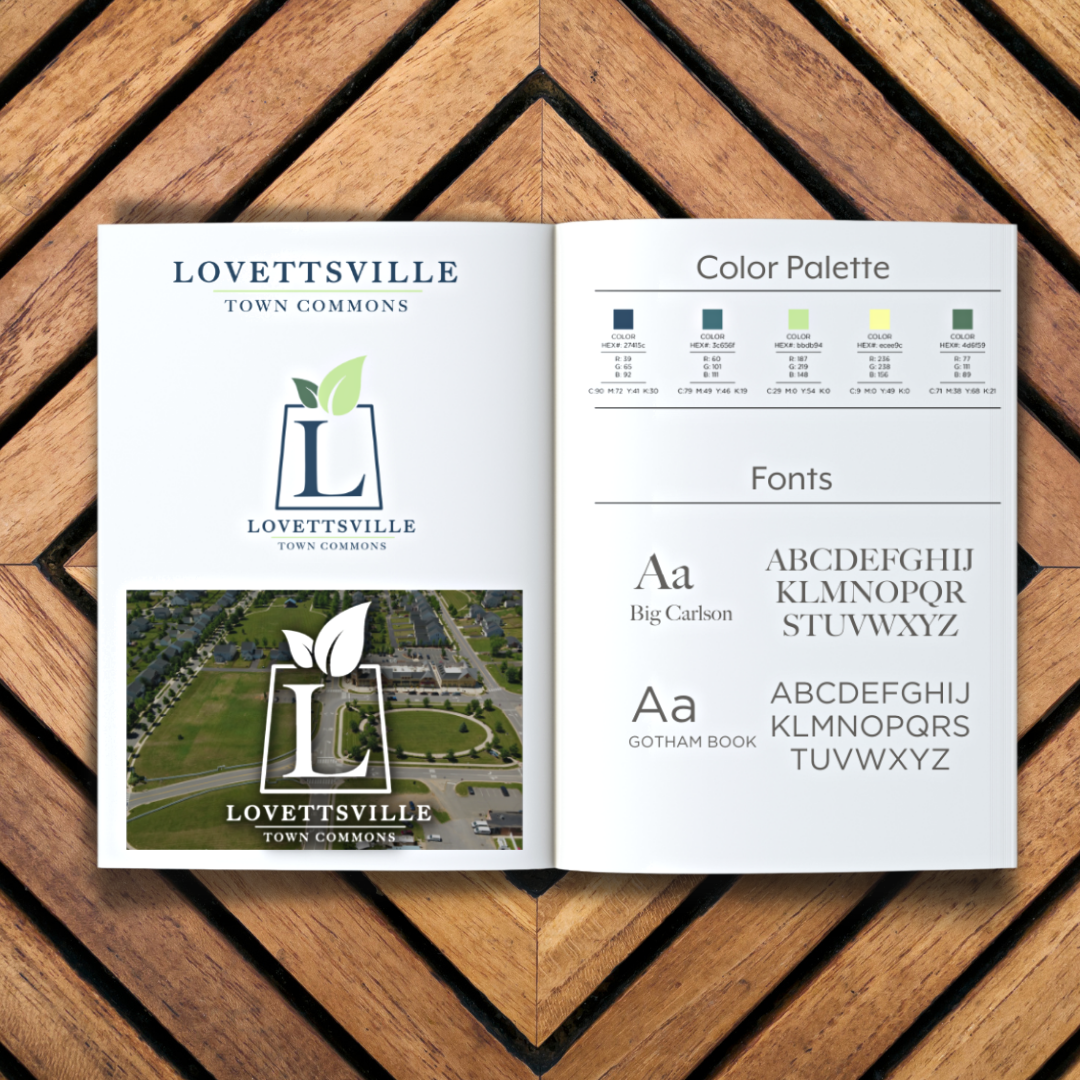 LOVETTSVILLE
TOWN COMMONS
L
LOVETTSVILLE
TOWN COMMONS
L
LOVETTSVILLE
TOWN COMMONS
Color Palette
COLOR
HEX#: 27415c
R: 39
G: 65
B: 92
C:90 M:72 Y:41 K:30
COLOR
HEX#: 3c656f
R: 60
G: 101
B: 111
C:79 M:49 Y:46 K:19
COLOR
HEX#: bbdb94
R: 187
G: 219
B: 148
C:29 M:0 Y:54 K:0
COLOR
HEX#: ecee9c
R: 236
G: 238
B: 156
C:9 M:0 Y:49 K:0
COLOR
HEX#: 4d6f59
R: 77
G: 111
B: 89
C:71 M:38 Y:68 K:21
Fonts
Aa
Big Carlson
ABCDEFGHIJ
KLMNOPQR
STUVWXYZ
Aa
GOTHAM BOOK
ABCDEFGHIJ
KLMNOPQRS
TUVWXYZ